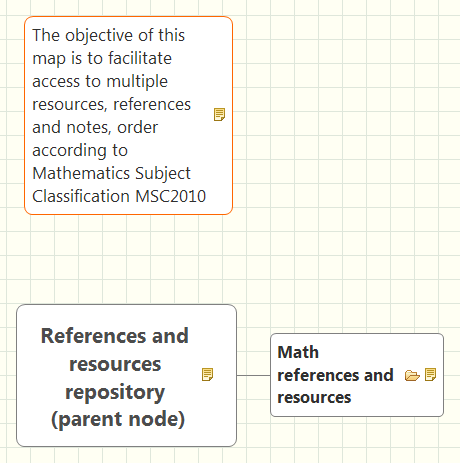 The objective of this
map is to facilitate
access to multiple
resources, references
and notes, order
according to
Mathematics Subject
Classification MSC2010
References and
resources
repository
(parent node)
Math
references and
resources